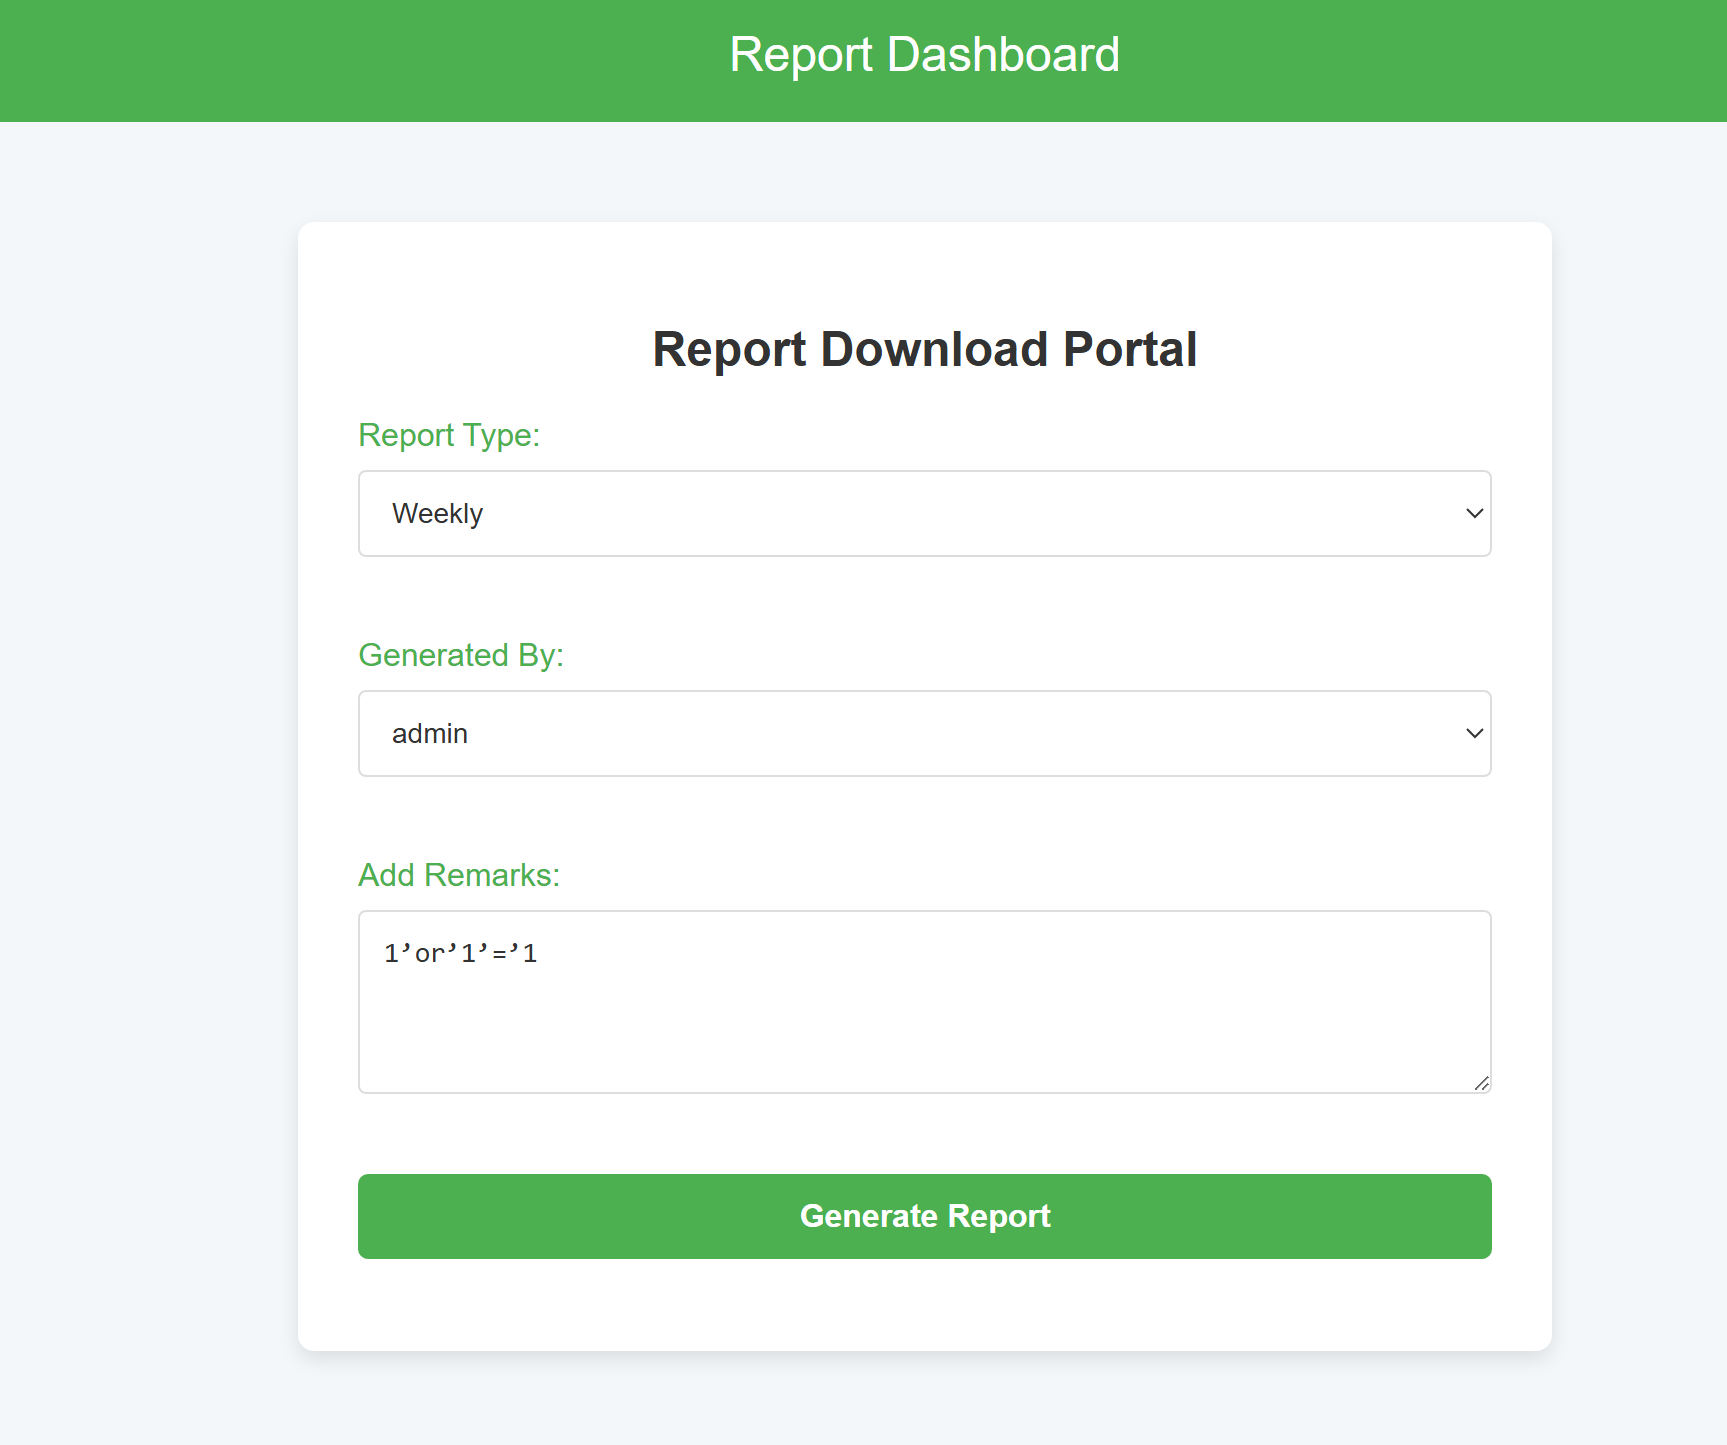 Report Dashboard
Report Download Portal
Report Type:
Weekly
Generated By:
admin
Add Remarks:
1’or’1’=’1
Generate Report